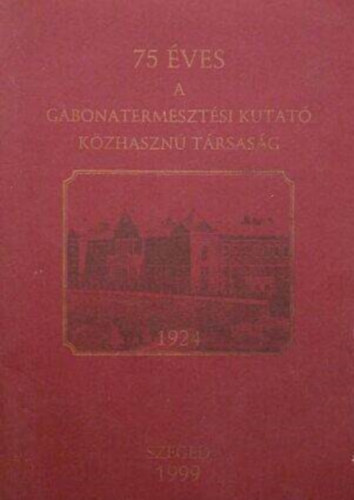 75 ÉVES
A
GABONATERMESZTÉSI KUTATÓ
KÖZHASZNÚ TÁRSASÁG
1924
SZEGED
1999